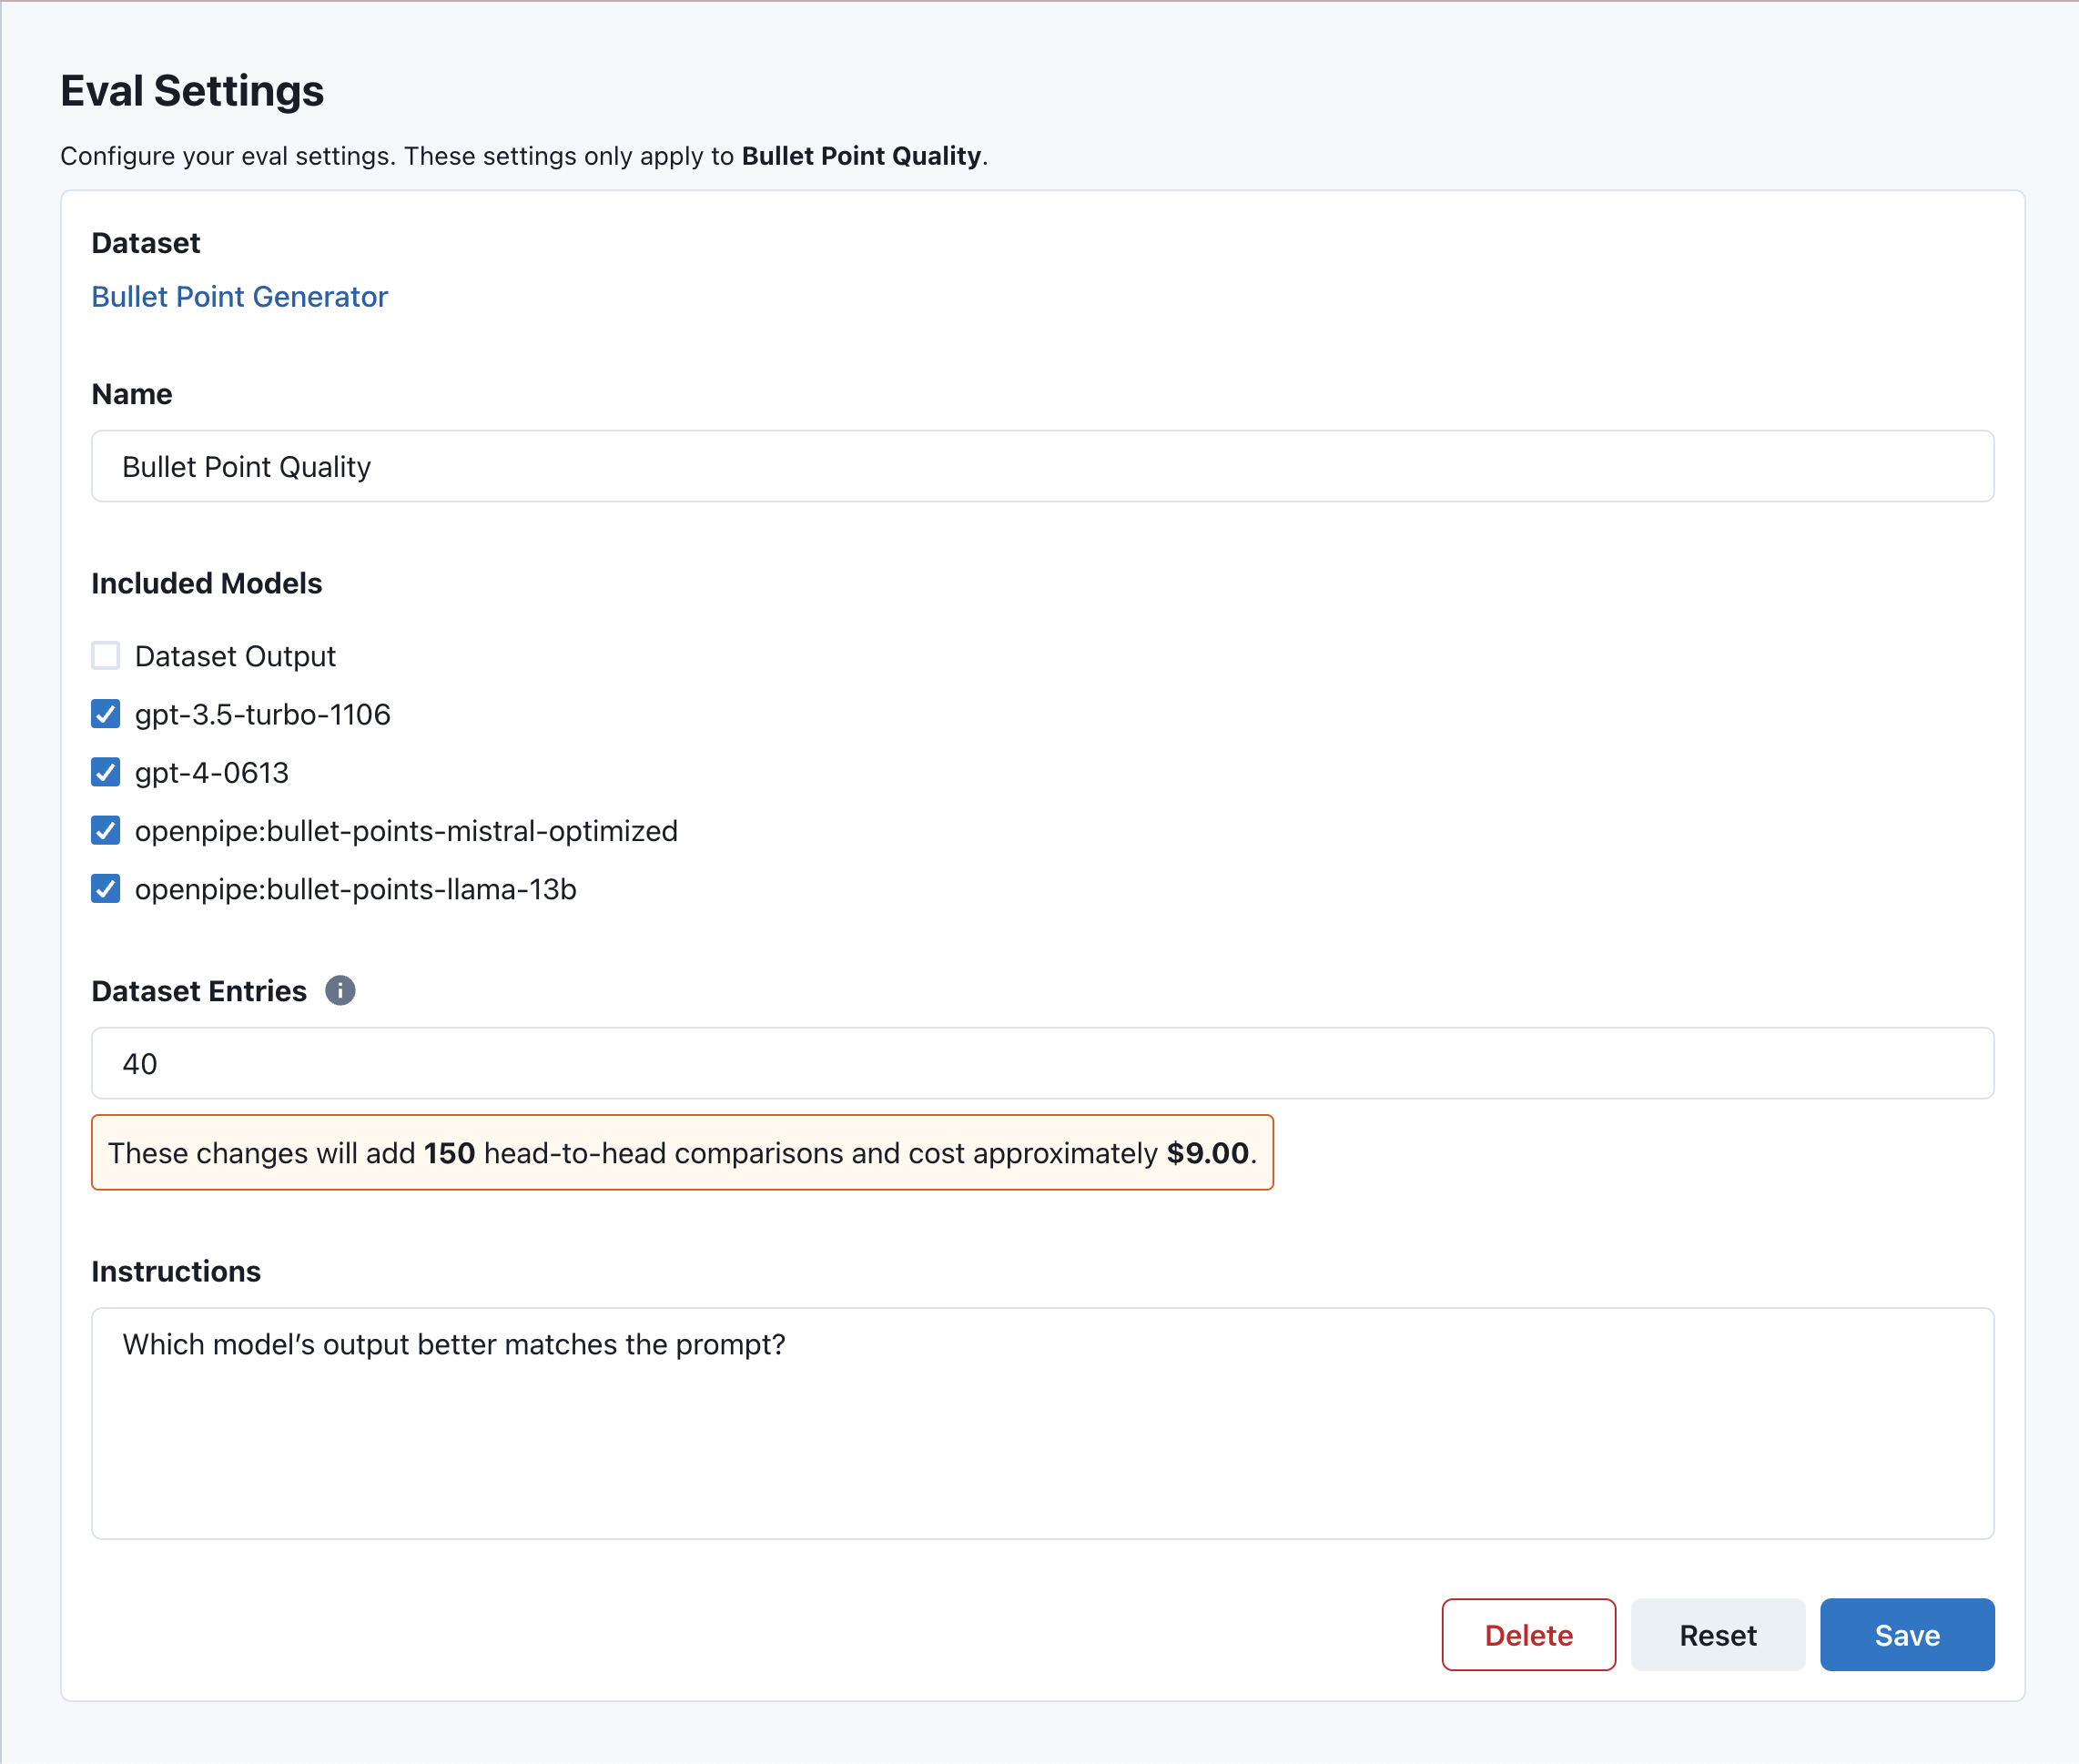 Eval Settings
Configure your eval settings. These settings only apply to Bullet Point Quality.
Dataset
Bullet Point Generator
Name
Bullet Point Quality
Included Models
Dataset Output
gpt-3.5-turbo-1106
gpt-4-0613
openpipe:bullet-points-mistral-optimized
openpipe:bullet-points-llama-13b
Dataset Entries
40
These changes will add 150 head-to-head comparisons and cost approximately $9.00.
Instructions
Which model's output better matches the prompt?
Delete Reset Save